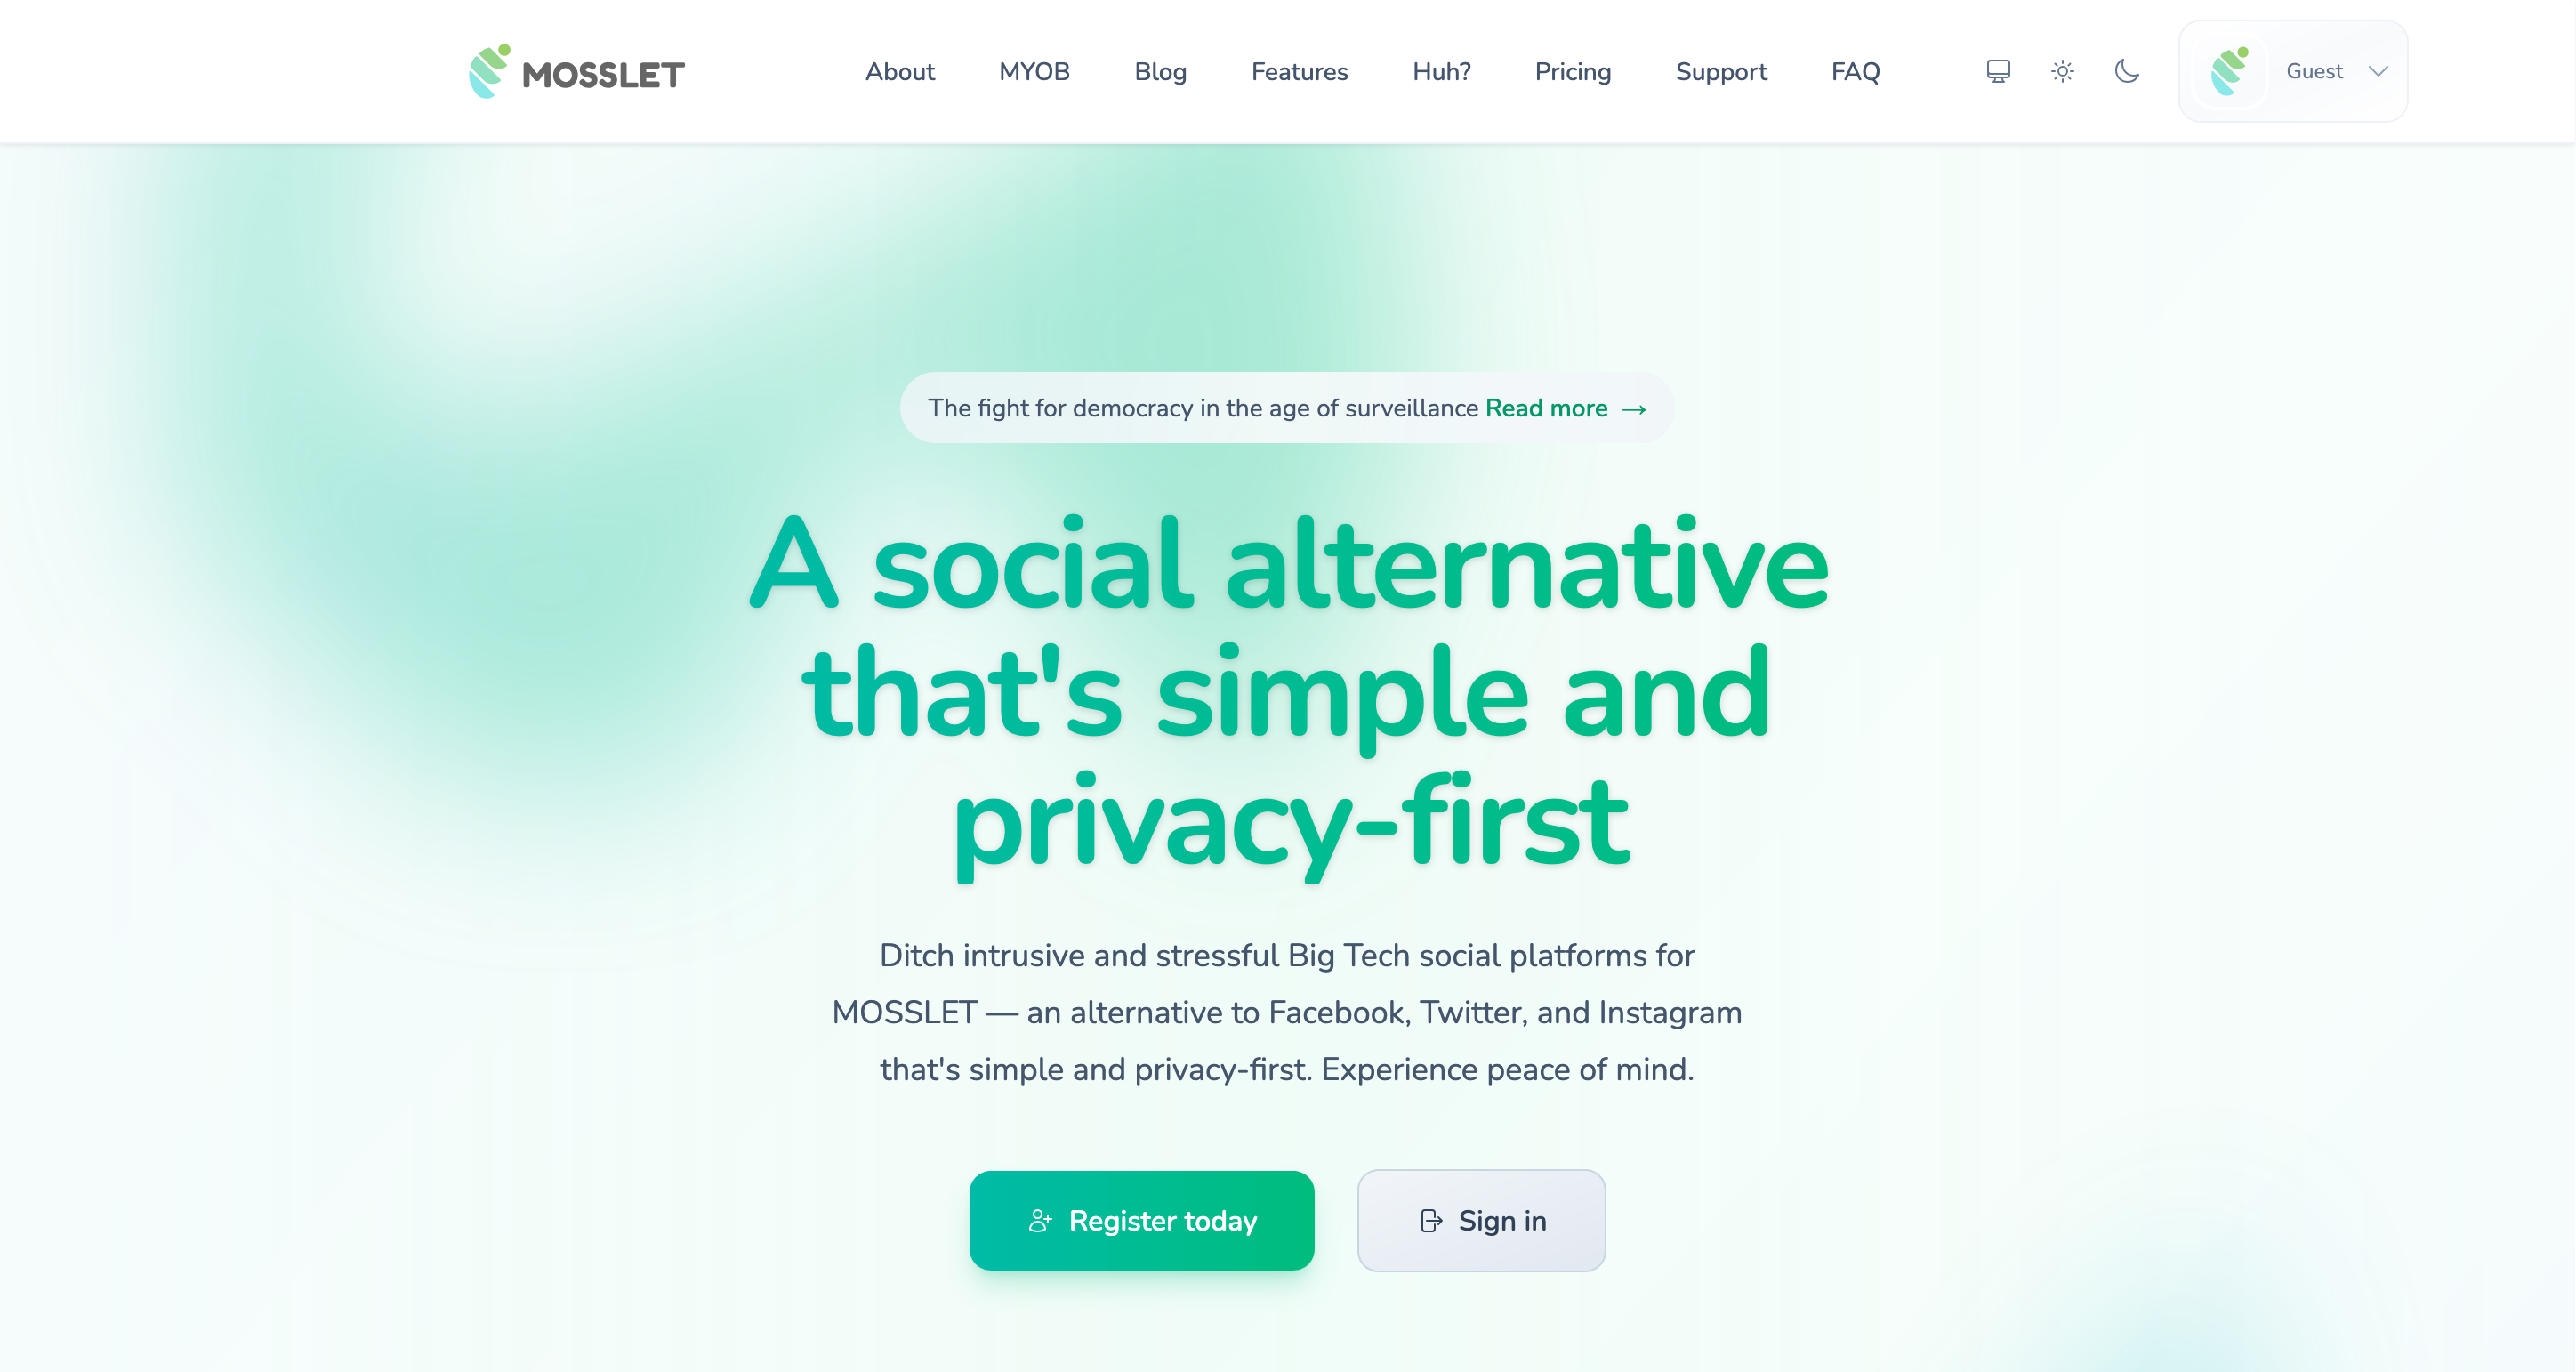 MOSSLET
About
MYOB
Blog
Features
Huh?
Pricing
Support
FAQ
Guest
The fight for democracy in the age of surveillance Read more →
A social alternative
that's simple and
privacy-first
Ditch intrusive and stressful Big Tech social platforms for
MOSSLET — an alternative to Facebook, Twitter, and Instagram
that's simple and privacy-first. Experience peace of mind.
Register today
Sign in